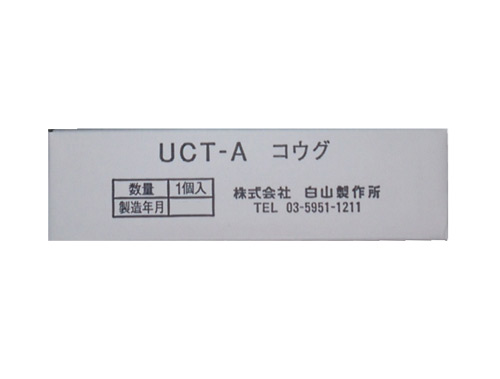 UCT-A コウグ
数量 1個入
製造年月
株式会社 白山製作所
TEL 03-5951-1211